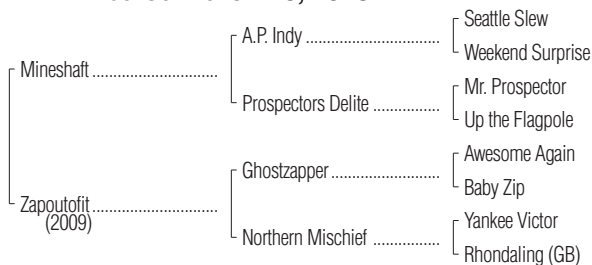 Seattle Slew
A.P. Indy
Weekend Surprise
Mineshaft
Mr. Prospector
Prospectors Delite
Up the Flagpole
Awesome Again
Ghostzapper
Baby Zip
Zapoutofit
(2009)
Yankee Victor
Northern Mischief
Rhondaling (GB)